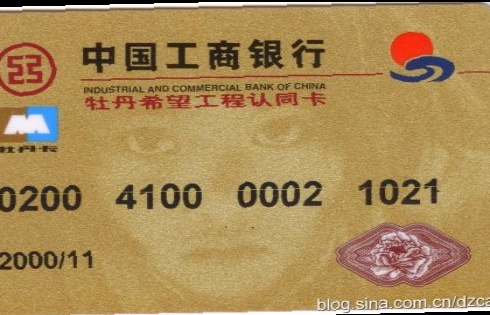 中国工商银行
INDUSTRIAL AND COMMERCIAL BANK OF CHINA
牡丹希望工程认同卡
牡丹卡
0200 4100 0002 1021
2000/11
blog.sina.com.cn/dzca